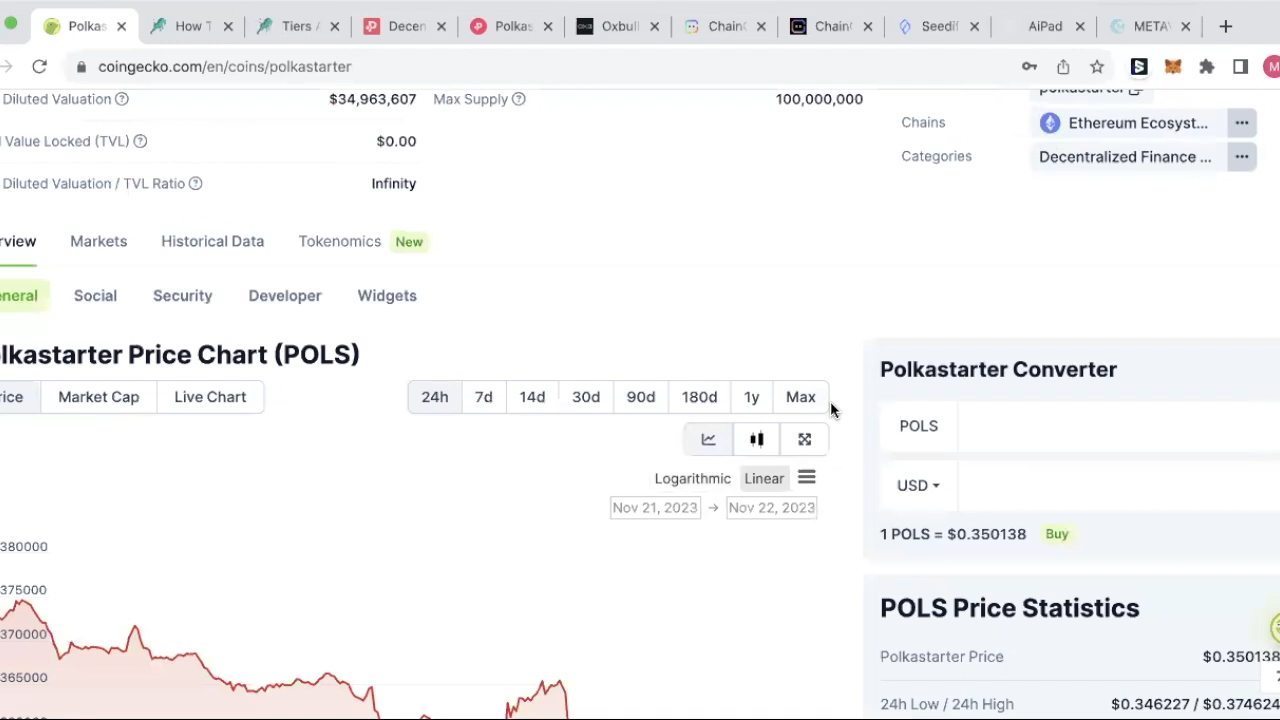 Polkas How T Tiers / Decen Polkas Oxbull Chain Chain Seedif AiPad META
coingecko.com/en/coins/polkastarter M
Diluted Valuation $34,963,607 Max Supply 100,000,000
polkastarter
Chains Ethereum Ecosyst...
Value Locked (TVL) $0.00
Categories Decentralized Finance ...
Diluted Valuation / TVL Ratio Infinity
rview Markets Historical Data Tokenomics New
eneral Social Security Developer Widgets
lkastarter Price Chart (POLS)
Polkastarter Converter
rice Market Cap Live Chart 24h 7d 14d 30d 90d 180d 1y Max
POLS
Logarithmic Linear
USD
Nov 21, 2023 → Nov 22, 2023
1 POLS = $0.350138 Buy
380000
375000
POLS Price Statistics
370000
Polkastarter Price $0.350138
365000
24h Low / 24h High $0.346227 / $0.374624